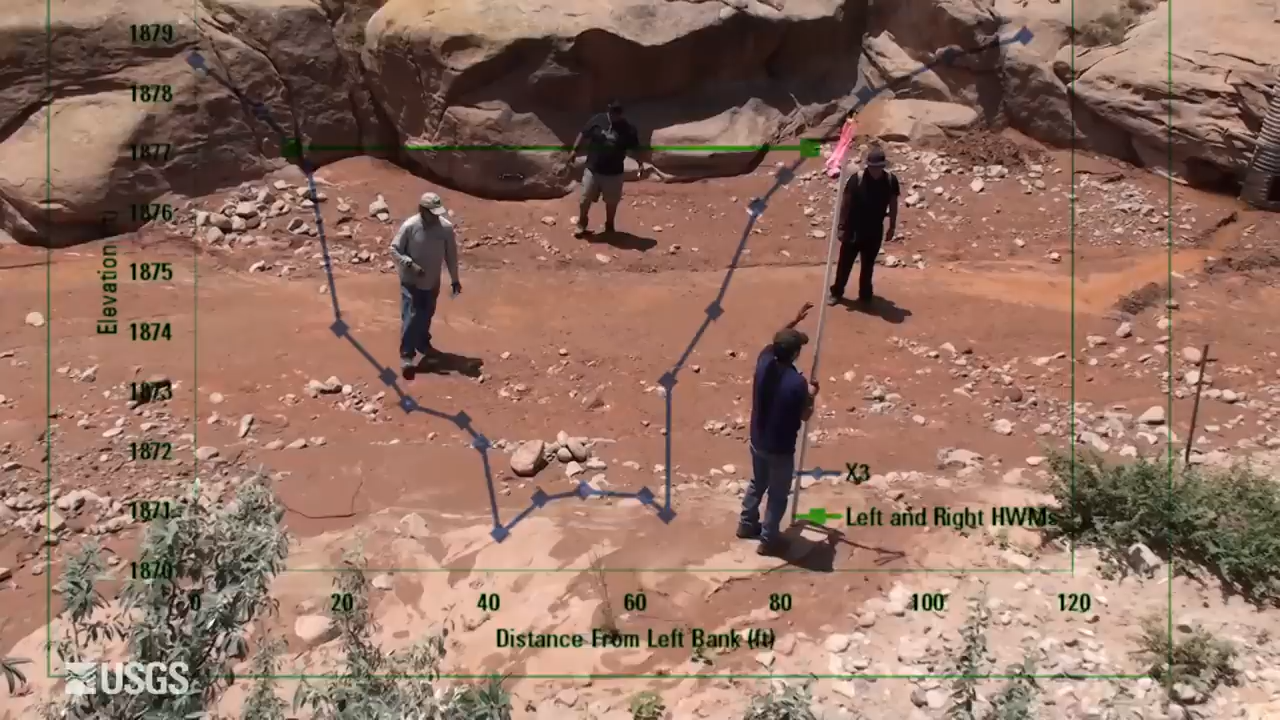 1879
1878
1877
1876
1875
1874
1873
1872
1871
1870
Elevation
0 20 40 60 80 100 120
Distance From Left Bank (ft)
X3
Left and Right HWMs
USGS